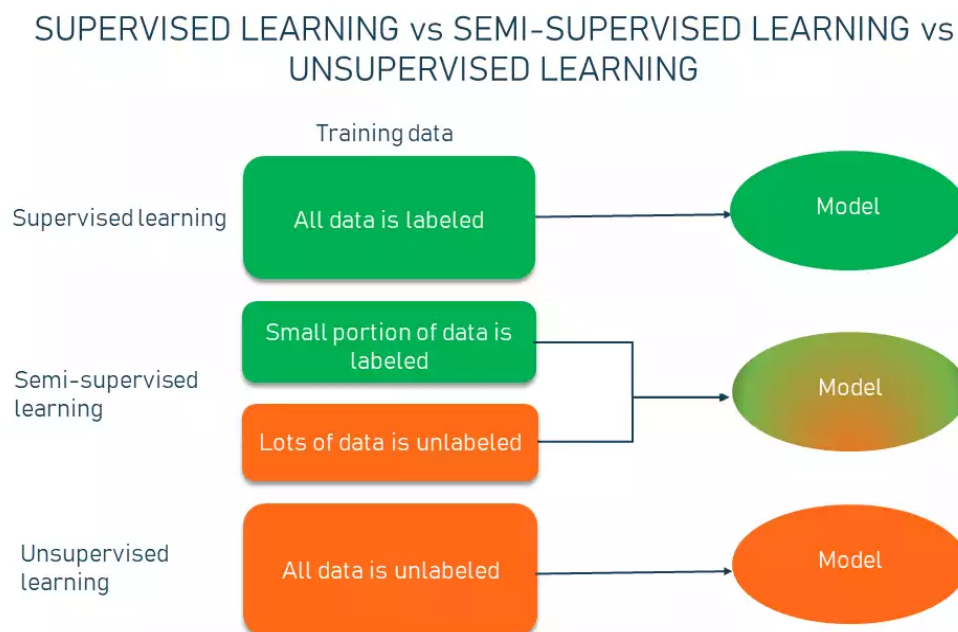 SUPERVISED LEARNING vs SEMI-SUPERVISED LEARNING vs
UNSUPERVISED LEARNING
Training data
Supervised learning
All data is labeled
Model
Semi-supervised
learning
Small portion of data is
labeled
Lots of data is unlabeled
Model
Unsupervised
learning
All data is unlabeled
Model